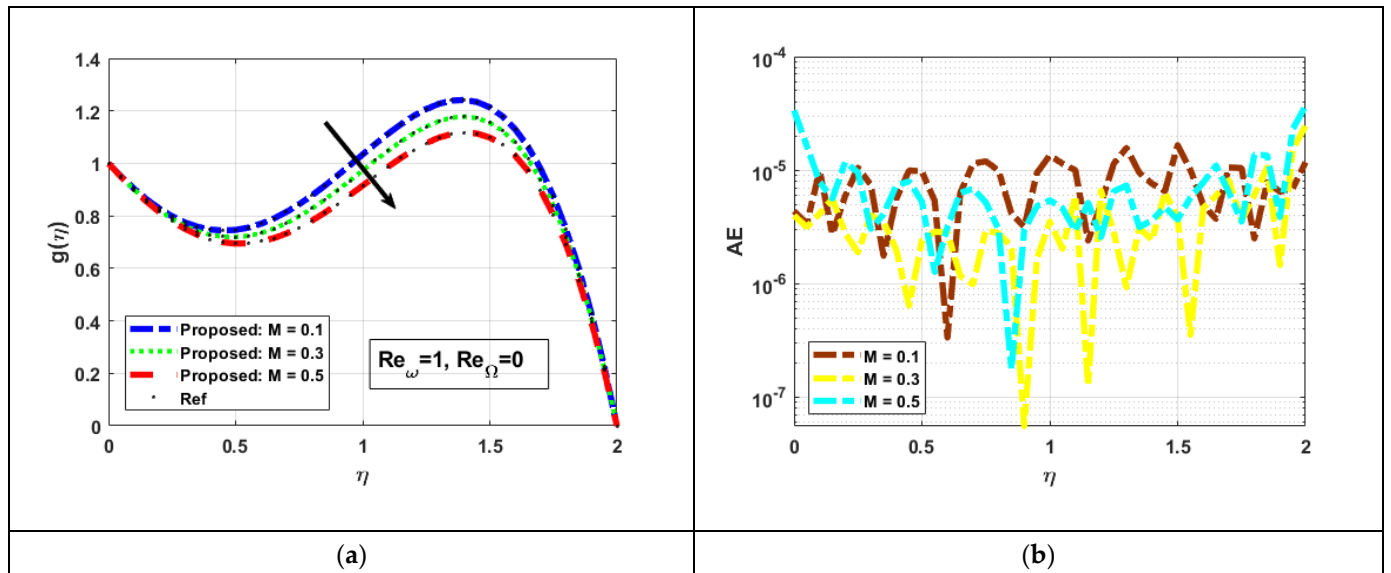 1.4
1.2
1
0.8
0.6
0.4
0.2
0
g(η)
Proposed: M = 0.1
Proposed: M = 0.3
Proposed: M = 0.5
Ref
Re_ω=1, Re_Ω=0
0 0.5 1 1.5 2
η
10^-4
10^-5
10^-6
10^-7
AE
M = 0.1
M = 0.3
M = 0.5
0 0.5 1 1.5 2
η
(a) (b)